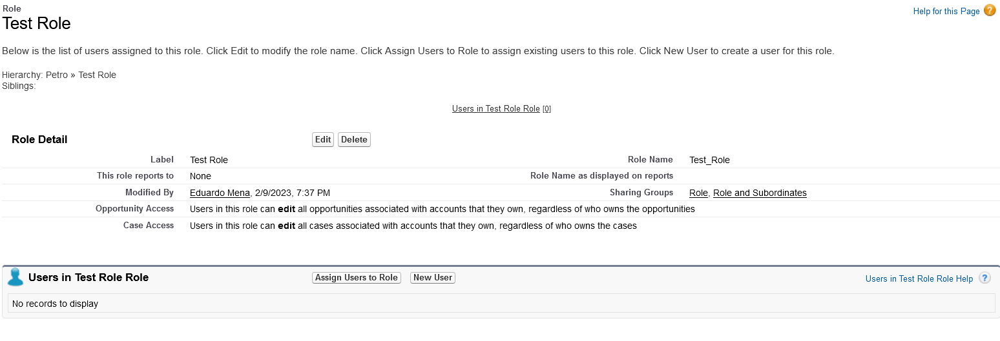 Role
Test Role
Help for this Page ?
Below is the list of users assigned to this role. Click Edit to modify the role name. Click Assign Users to Role to assign existing users to this role. Click New User to create a user for this role.
Hierarchy: Petro » Test Role
Siblings:
Users in Test Role Role [0]
Role Detail Edit Delete
Label Test Role Role Name Test_Role
This role reports to None Role Name as displayed on reports
Modified By Eduardo Mena, 2/9/2023, 7:37 PM Sharing Groups Role, Role and Subordinates
Opportunity Access Users in this role can edit all opportunities associated with accounts that they own, regardless of who owns the opportunities
Case Access Users in this role can edit all cases associated with accounts that they own, regardless of who owns the cases
Users in Test Role Role Assign Users to Role New User Users in Test Role Role Help ?
No records to display